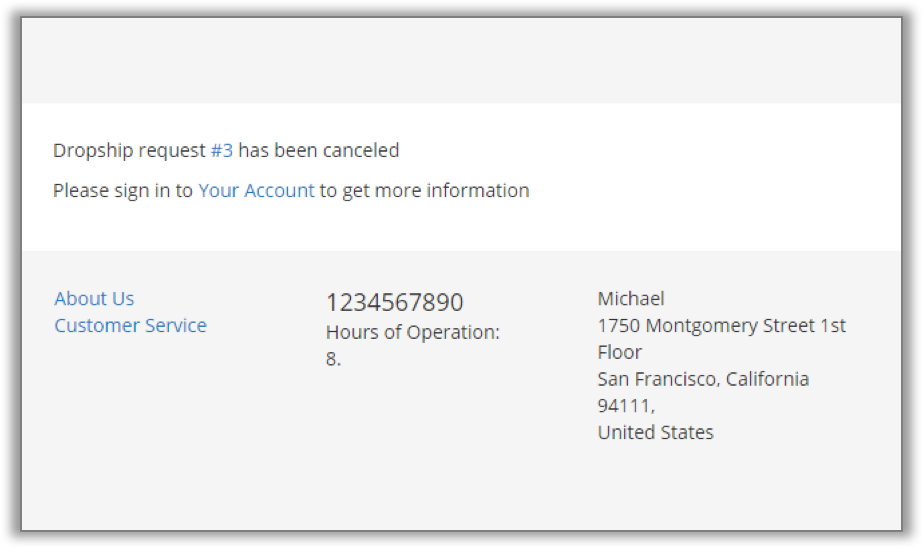 Dropship request #3 has been canceled
Please sign in to Your Account to get more information
About Us
Customer Service
1234567890
Hours of Operation:
8.
Michael
1750 Montgomery Street 1st
Floor
San Francisco, California
94111,
United States